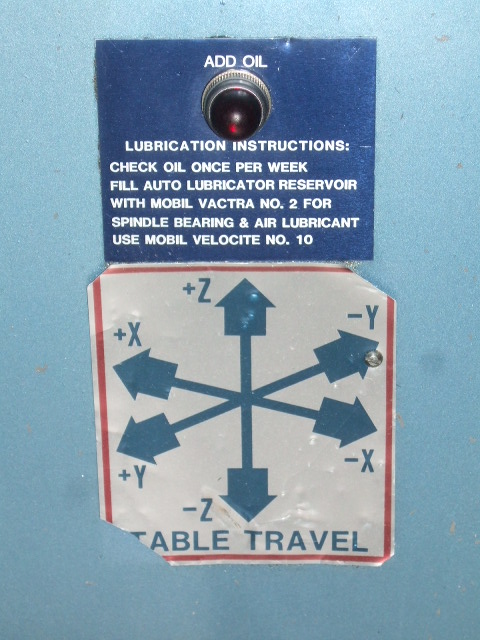 ADD OIL
LUBRICATION INSTRUCTIONS:
CHECK OIL ONCE PER WEEK
FILL AUTO LUBRICATOR RESERVOIR
WITH MOBIL VACTRA NO. 2 FOR
SPINDLE BEARING & AIR LUBRICANT
USE MOBIL VELOCITE NO. 10
+Z
-Y
+X
+Y
-X
-Z
TABLE TRAVEL